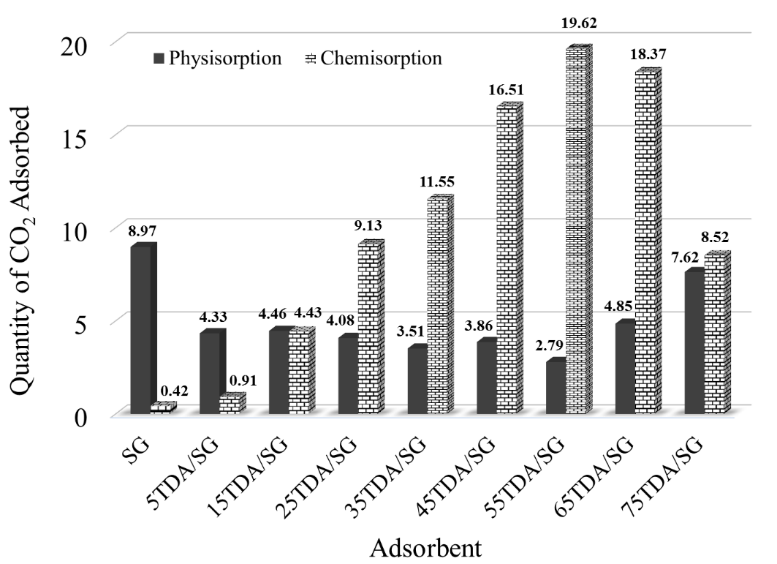 Quantity of CO2 Adsorbed
20
15
10
5
0
Physisorption
Chemisorption
8.97
0.42
4.33
0.91
4.46
4.43
4.08
9.13
3.51
11.55
3.86
16.51
2.79
19.62
4.85
18.37
7.62
8.52
SG
5TDA/SG
15TDA/SG
25TDA/SG
35TDA/SG
45TDA/SG
55TDA/SG
65TDA/SG
75TDA/SG
Adsorbent